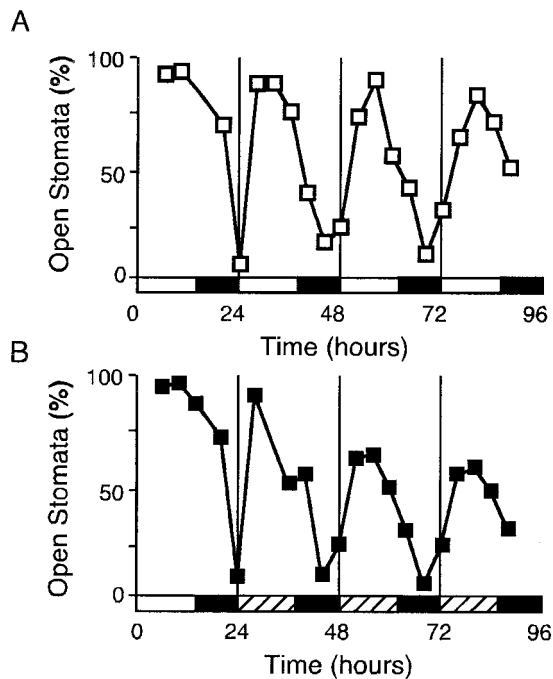 A
Open Stomata (%)
100
50
0
0 24 48 72 96
Time (hours)
B
Open Stomata (%)
100
50
0
0 24 48 72 96
Time (hours)